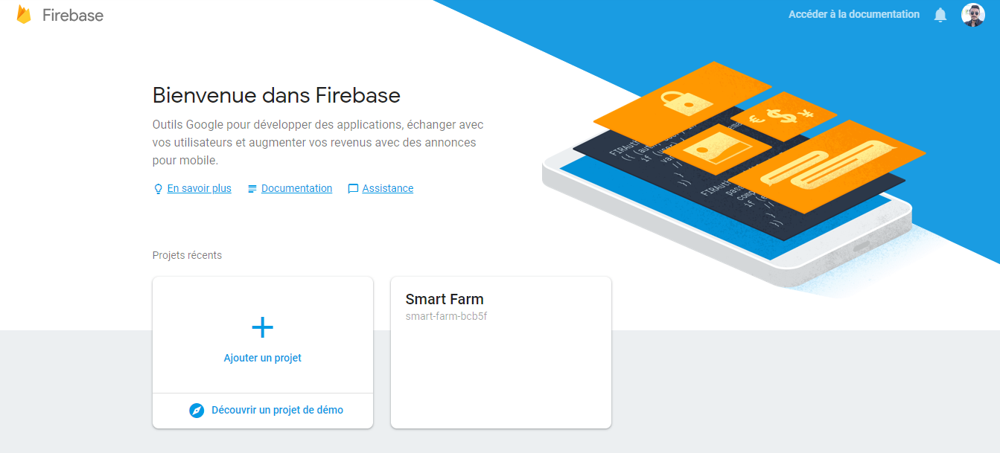 Firebase
Accéder à la documentation
Bienvenue dans Firebase
Outils Google pour développer des applications, échanger avec
vos utilisateurs et augmenter vos revenus avec des annonces
pour mobile.
En savoir plus
Documentation
Assistance
Projets récents
Ajouter un projet
Découvrir un projet de démo
Smart Farm
smart-farm-bcb5f